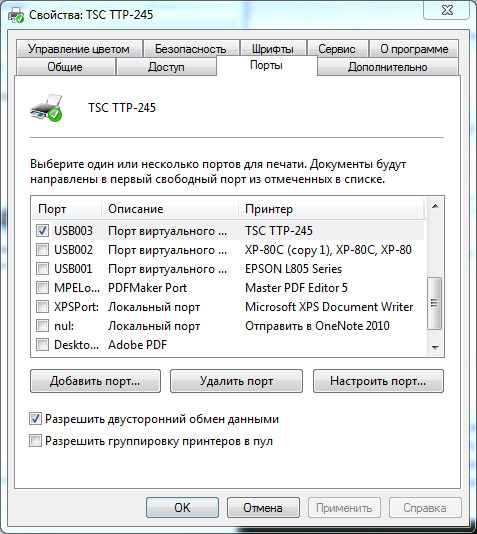 Свойства: TSC TTP-245
Управление цветом Безопасность Шрифты Сервис О программе
Общие Доступ Порты Дополнительно
TSC TTP-245
Выберите один или несколько портов для печати. Документы будут
направлены в первый свободный порт из отмеченных в списке.
Порт Описание Принтер
USB003 Порт виртуального ... TSC TTP-245
USB002 Порт виртуального ... XP-80C (copy 1), XP-80C, XP-80
USB001 Порт виртуального ... EPSON L805 Series
MPELo... PDFMaker Port Master PDF Editor 5
XPSPort: Локальный порт Microsoft XPS Document Writer
nul: Локальный порт Отправить в OneNote 2010
Deskto... Adobe PDF
Добавить порт... Удалить порт Настроить порт...
Разрешить двусторонний обмен данными
Разрешить группировку принтеров в пул
OK Отмена Применить Справка